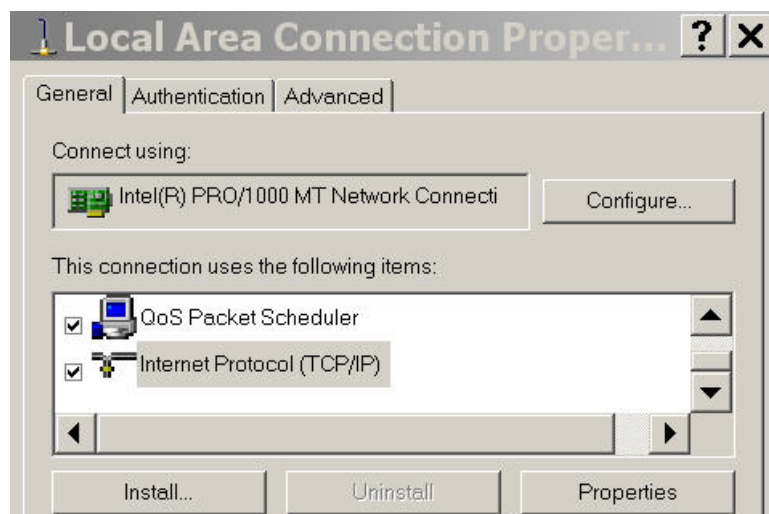 Local Area Connection Proper...
General Authentication Advanced
Connect using:
Intel(R) PRO/1000 MT Network Connecti
Configure...
This connection uses the following items:
QoS Packet Scheduler
Internet Protocol (TCP/IP)
Install... Uninstall Properties